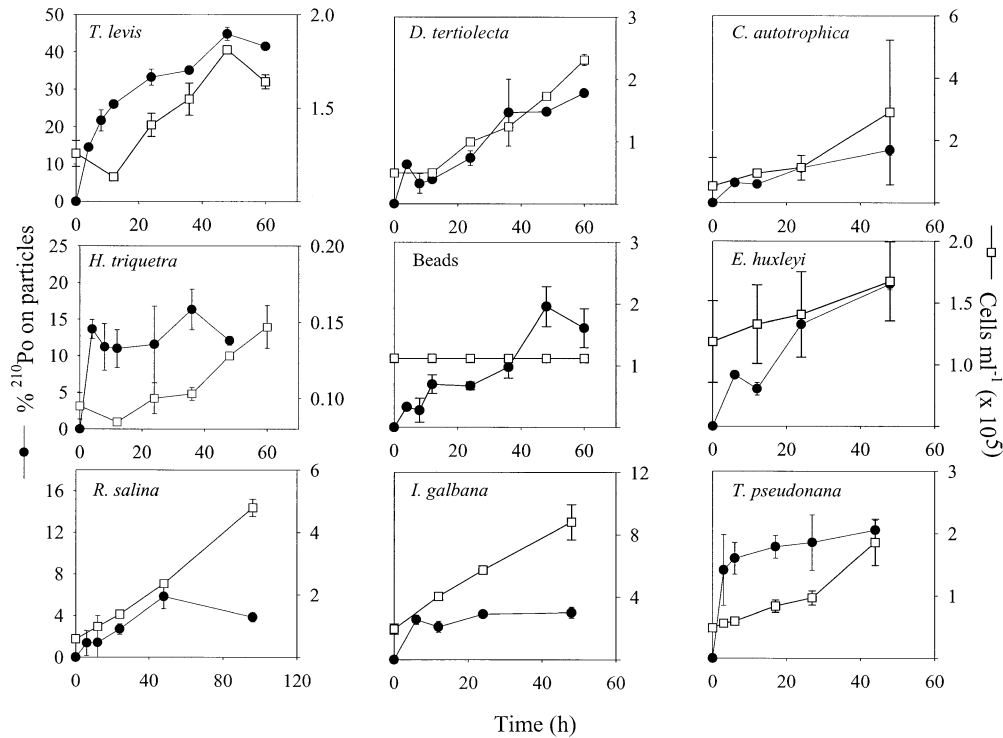 T. levis
50
40
30
20
10
0
2.0
1.5
0 20 40 60
D. tertiolecta
3
2
1
0
0 20 40 60
C. autotrophica
6
4
2
0
0 20 40 60
H. triquetra
25
20
15
10
5
0
0.20
0.15
0.10
0 20 40 60
Beads
3
2
1
0
0 20 40 60
E. huxleyi
2.0
1.5
1.0
0 20 40 60
R. salina
16
12
8
4
0
6
4
2
0 40 80 120
I. galbana
12
8
4
0 20 40 60
T. pseudonana
3
2
1
0 20 40 60
% ²¹⁰Po on particles
Cells ml⁻¹ (x 10⁵)
Time (h)